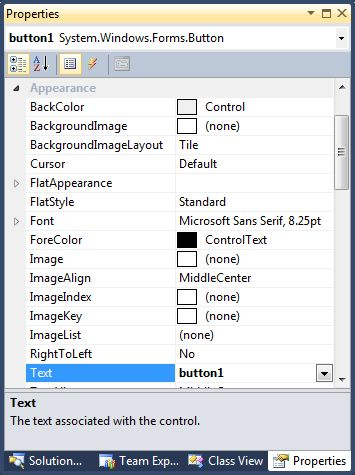 Properties
button1 System.Windows.Forms.Button
Appearance
BackColor Control
BackgroundImage (none)
BackgroundImageLayout Tile
Cursor Default
FlatAppearance
FlatStyle Standard
Font Microsoft Sans Serif, 8.25pt
ForeColor ControlText
Image (none)
ImageAlign MiddleCenter
ImageIndex (none)
ImageKey (none)
ImageList (none)
RightToLeft No
Text button1
Text
The text associated with the control.
Solution... Team Exp... Class View Properties